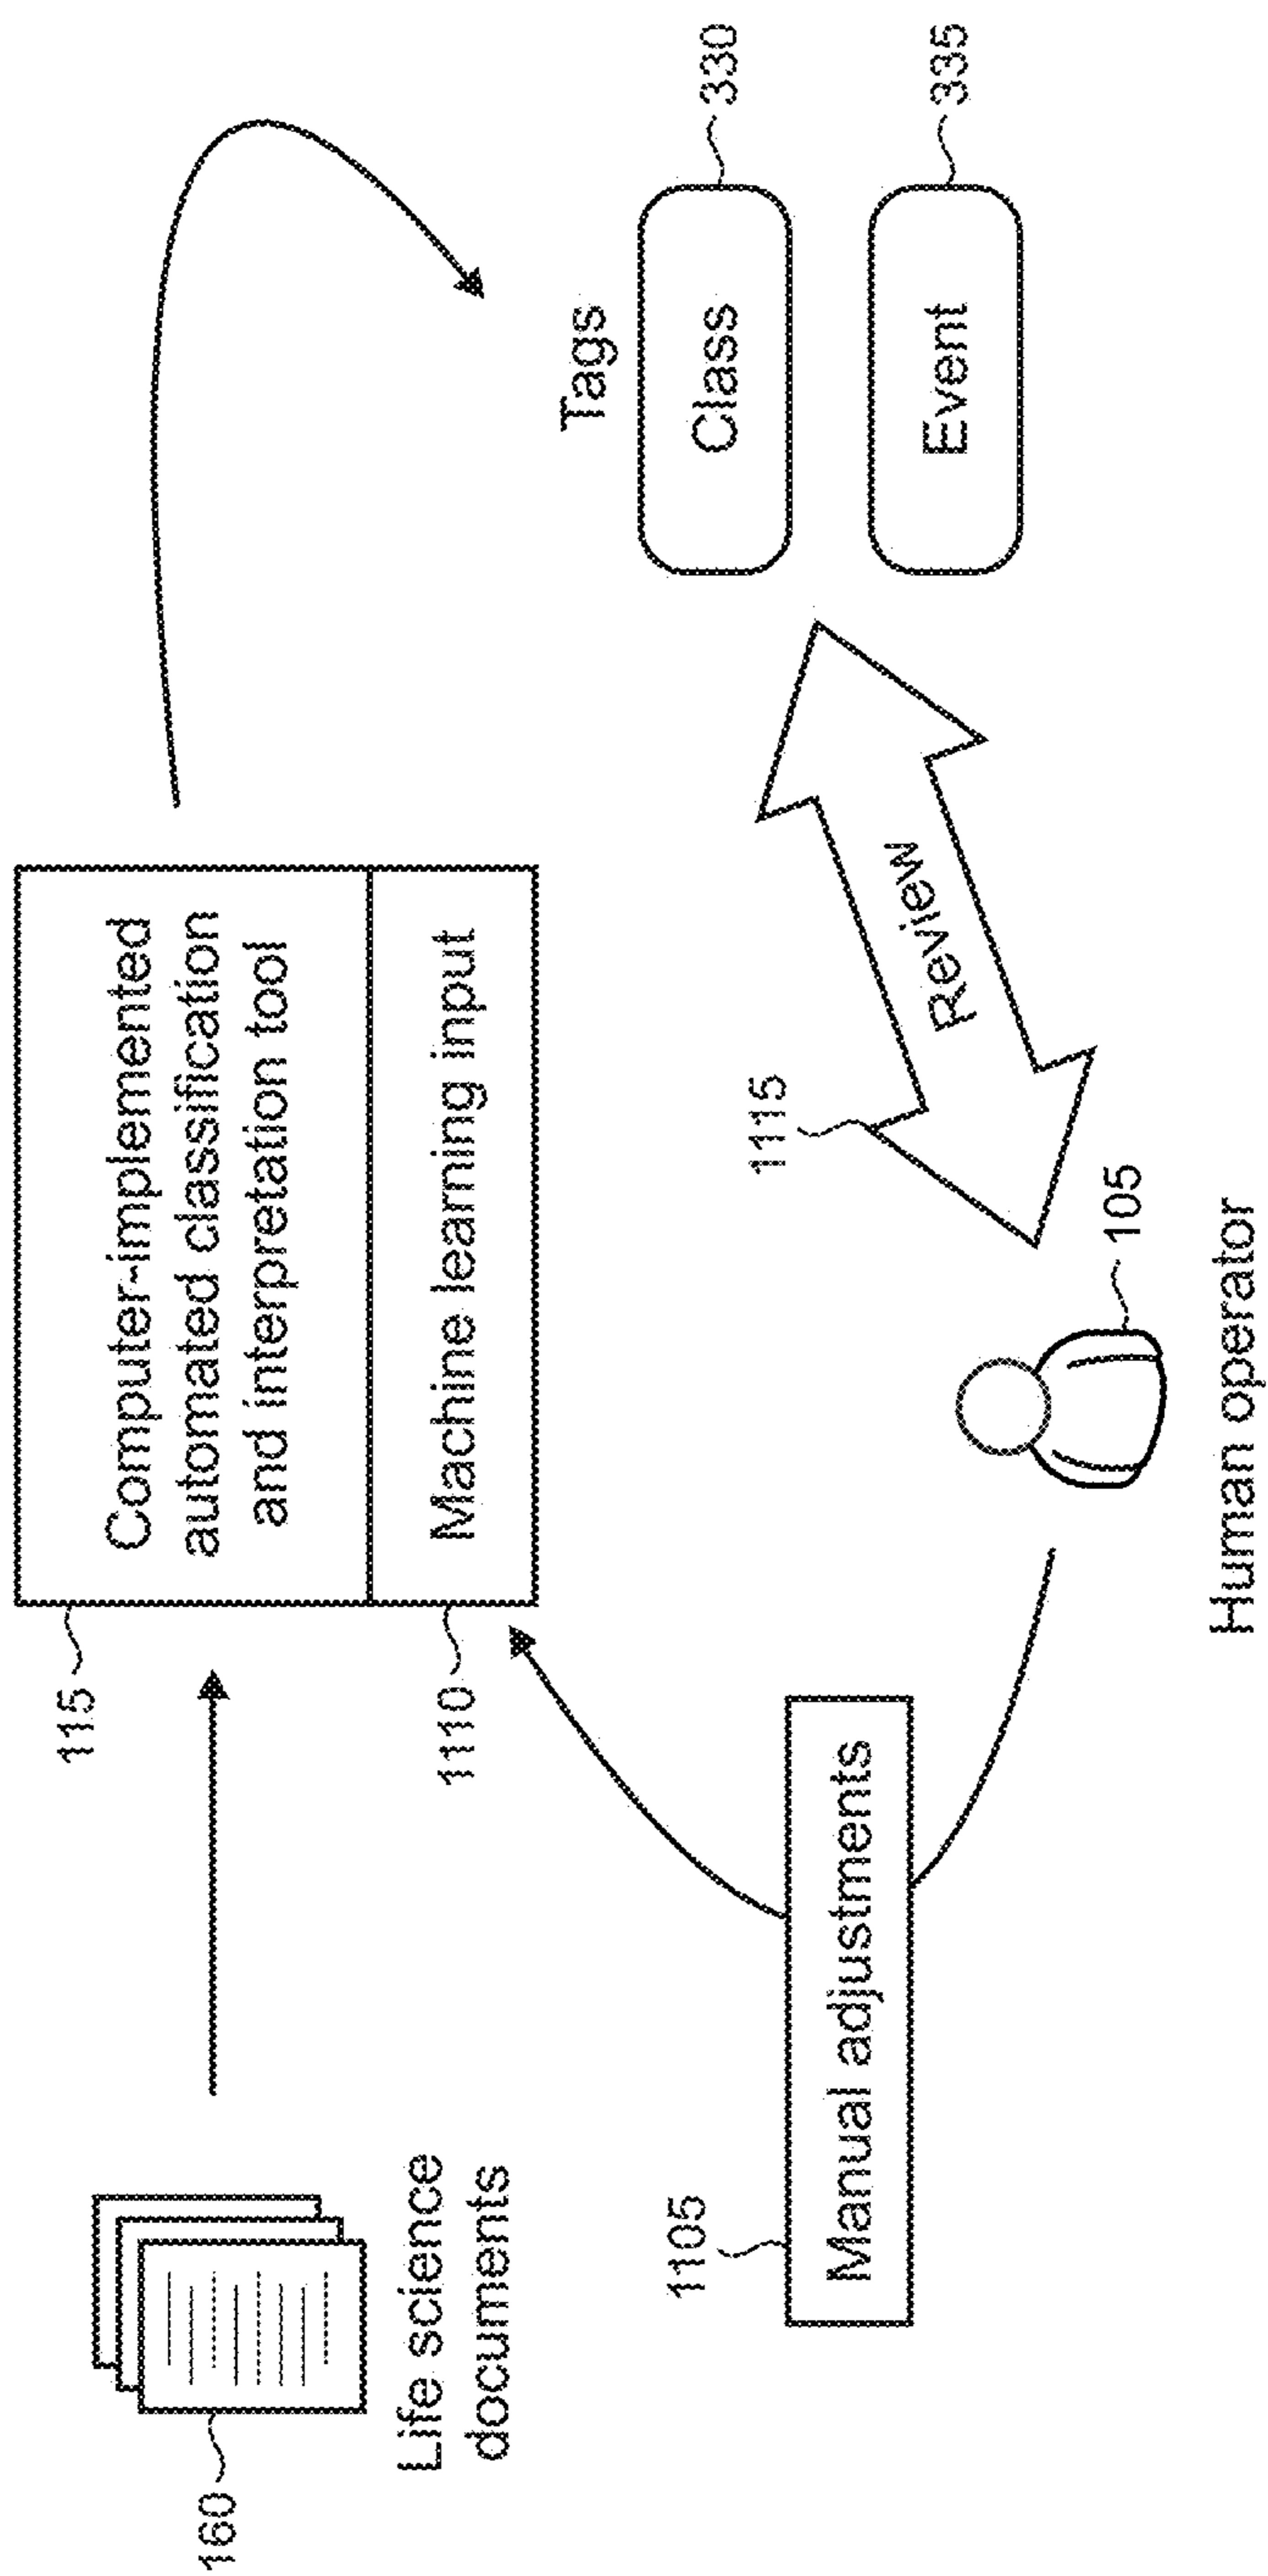 160
Life science
documents
115
Computer-implemented
automated classification
and interpretation tool
1110
Machine learning input
Tags
Class
330
Event
335
1105
Manual adjustments
1115
Review
105
Human operator